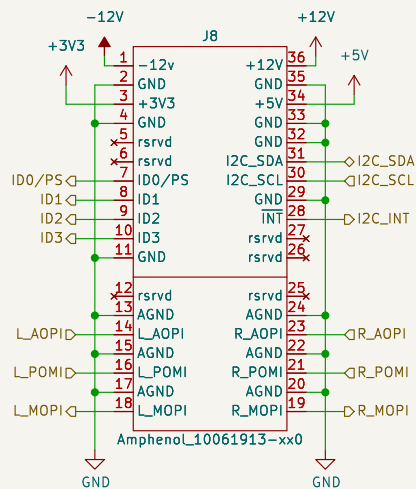 -12V
J8
+12V
+3V3
+5V
1 -12v +12V 36
2 GND GND 35
3 +3V3 +5V 34
4 GND GND 33
5 rsrvd GND 32
6 rsrvd I2C_SDA 31 I2C_SDA
ID0/PS 7 ID0/PS I2C_SCL 30 I2C_SCL
ID1 8 ID1 GND 29
ID2 9 ID2 INT 28 I2C_INT
ID3 10 ID3 rsrvd 27
11 GND rsrvd 26
12 rsrvd rsrvd 25
13 AGND AGND 24
L_AOPI 14 L_AOPI R_AOPI 23 R_AOPI
15 AGND AGND 22
L_POMI 16 L_POMI R_POMI 21 R_POMI
17 AGND AGND 20
L_MOPI 18 L_MOPI R_MOPI 19 R_MOPI
Amphenol_10061913-xx0
GND GND